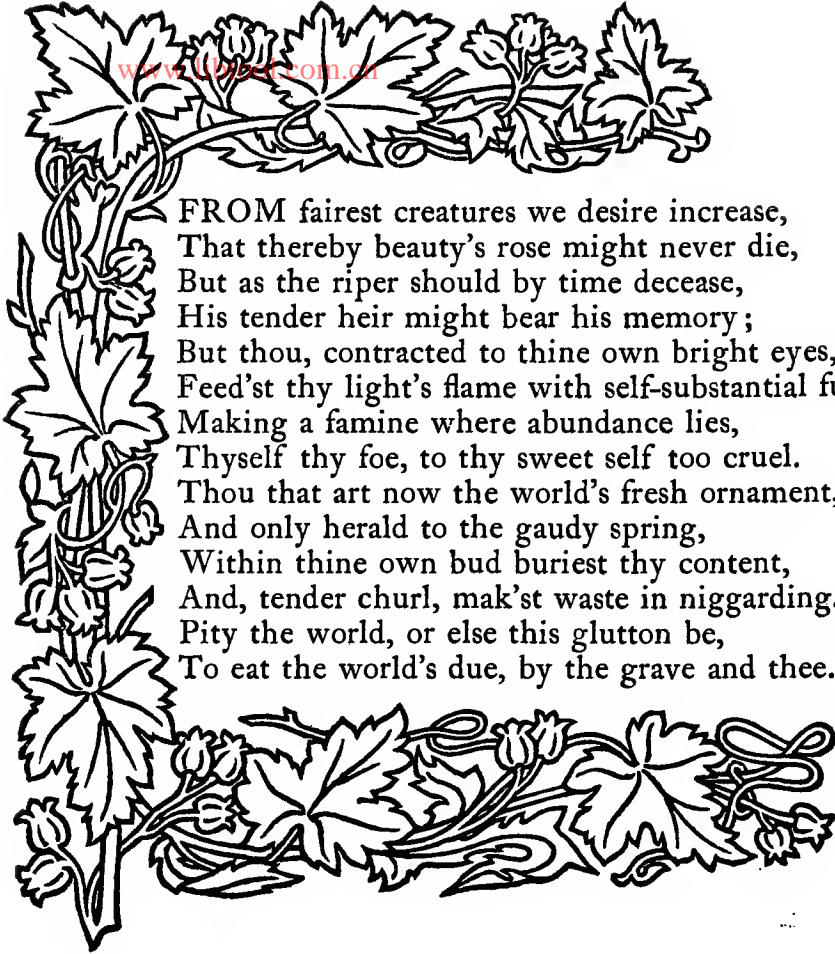 www.libtool.com.cn
FROM fairest creatures we desire increase,
That thereby beauty's rose might never die,
But as the riper should by time decease,
His tender heir might bear his memory;
But thou, contracted to thine own bright eyes,
Feed'st thy light's flame with self-substantial
Making a famine where abundance lies,
Thyself thy foe, to thy sweet self too cruel.
Thou that art now the world's fresh ornament,
And only herald to the gaudy spring,
Within thine own bud buriest thy content,
And, tender churl, mak'st waste in niggarding.
Pity the world, or else this glutton be,
To eat the world's due, by the grave and thee.